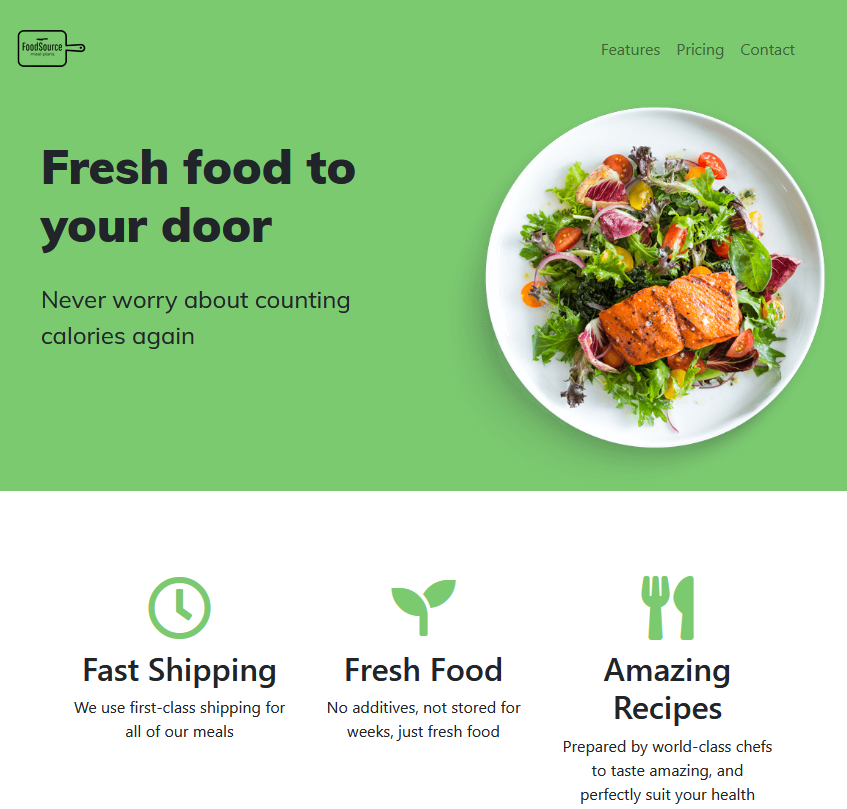 FoodSource
meal plans
Features Pricing Contact
Fresh food to
your door
Never worry about counting
calories again
Fast Shipping
We use first-class shipping for
all of our meals
Fresh Food
No additives, not stored for
weeks, just fresh food
Amazing
Recipes
Prepared by world-class chefs
to taste amazing, and
perfectly suit your health